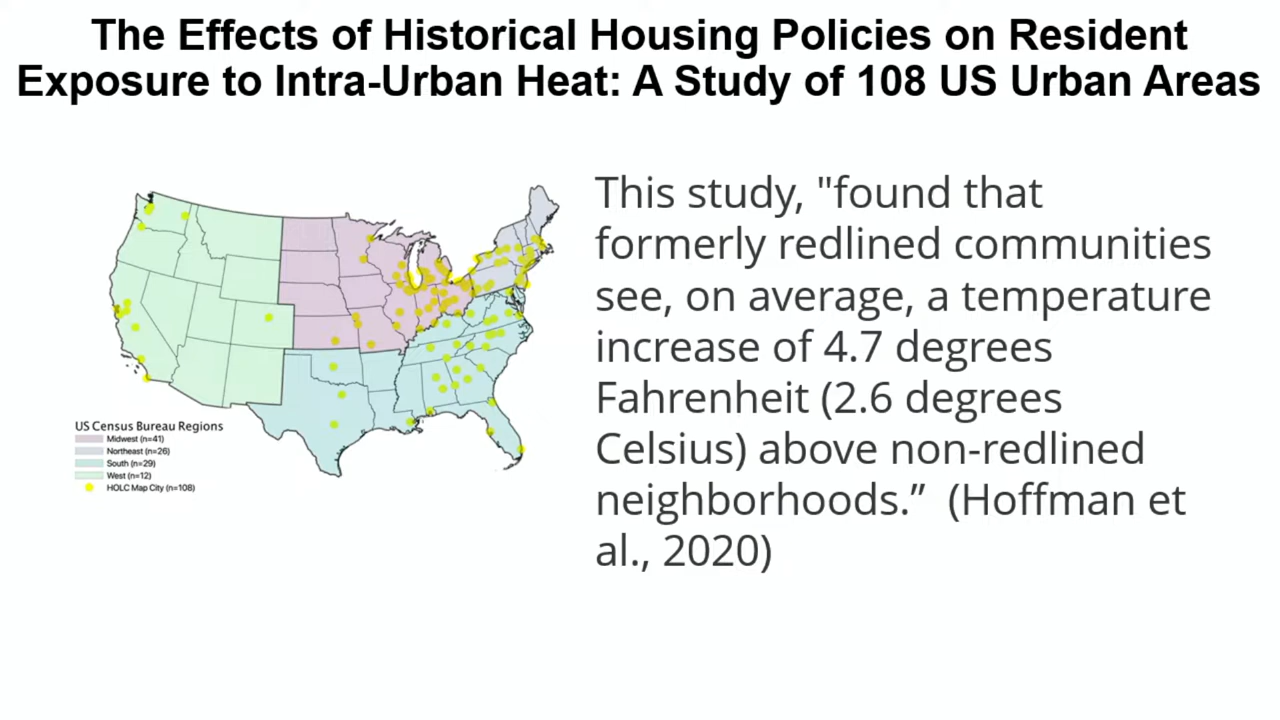 The Effects of Historical Housing Policies on Resident
Exposure to Intra-Urban Heat: A Study of 108 US Urban Areas
This study, "found that
formerly redlined communities
see, on average, a temperature
increase of 4.7 degrees
Fahrenheit (2.6 degrees
Celsius) above non-redlined
neighborhoods.” (Hoffman et
al., 2020)
US Census Bureau Regions
Midwest (n=41)
Northeast (n=26)
South (n=29)
West (n=12)
HOLC Map City (n=108)